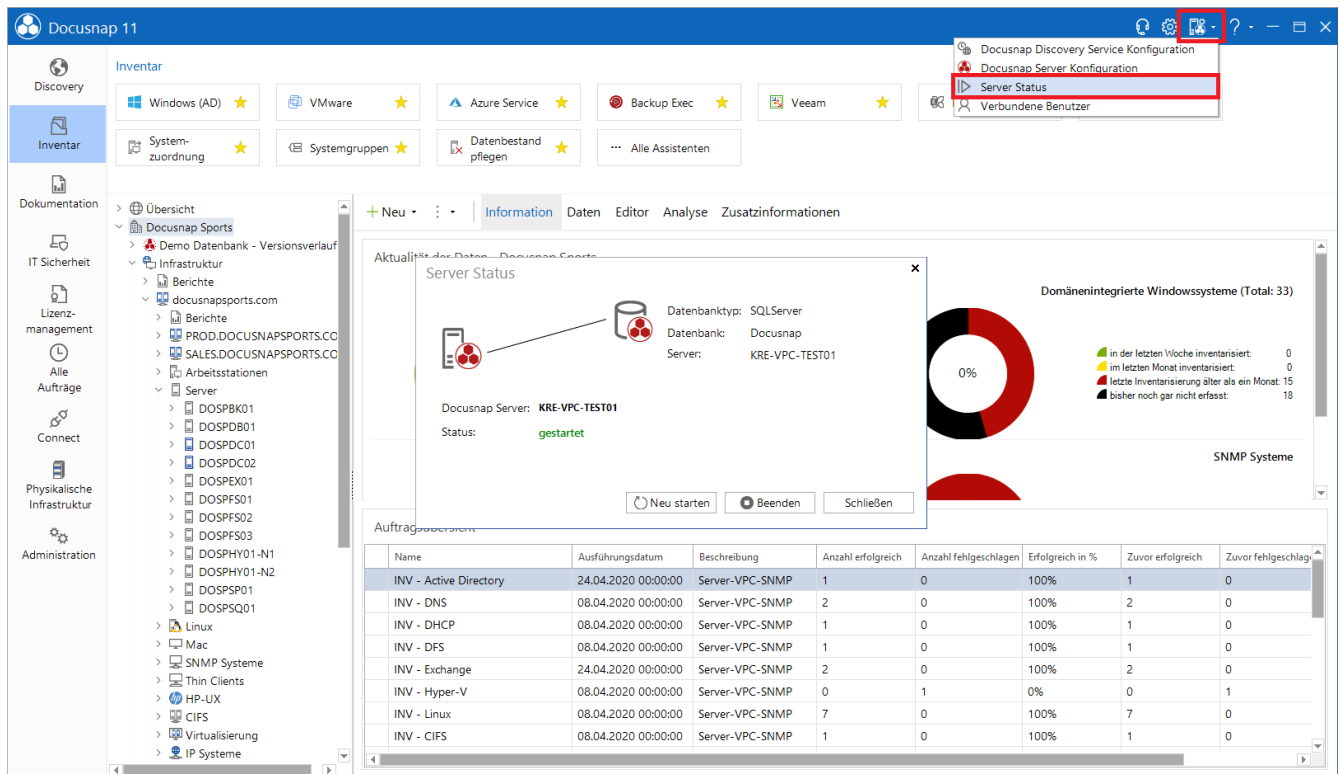 Docusnap 11
?
Docusnap Discovery Service Konfiguration
Docusnap Server Konfiguration
Server Status
Verbundene Benutzer
Discovery
Inventar
Dokumentation
IT Sicherheit
Lizenz-
management
Alle
Aufträge
Connect
Physikalische
Infrastruktur
Administration
Inventar
Windows (AD)
VMware
Azure Service
Backup Exec
Veeam
System-
zuordnung
Systemgruppen
Datenbestand
pflegen
Alle Assistenten
Übersicht
Docusnap Sports
Demo Datenbank - Versionsverlauf
Infrastruktur
Berichte
docusnapsports.com
Berichte
PROD.DOCUSNAPSPORTS.CO
SALES.DOCUSNAPSPORTS.CO
Arbeitsstationen
Server
DOSPBK01
DOSPDB01
DOSPDC01
DOSPDC02
DOSPEX01
DOSPFS01
DOSPFS02
DOSPFS03
DOSPHY01-N1
DOSPHY01-N2
DOSPSP01
DOSPSQ01
Linux
Mac
SNMP Systeme
Thin Clients
HP-UX
CIFS
Virtualisierung
IP Systeme
Neu
Information Daten Editor Analyse Zusatzinformationen
Aktualität der Daten - Docusnap Sports
Server Status
Datenbanktyp: SQLServer
Datenbank: Docusnap
Server: KRE-VPC-TEST01
Docusnap Server: KRE-VPC-TEST01
Status: gestartet
Neu starten Beenden Schließen
Domänenintegrierte Windowssysteme (Total: 33)
0%
in der letzten Woche inventarisiert: 0
im letzten Monat inventarisiert: 0
letzte Inventarisierung älter als ein Monat: 15
bisher noch gar nicht erfasst: 18
SNMP Systeme
Auftragsübersicht
Name Ausführungsdatum Beschreibung Anzahl erfolgreich Anzahl fehlgeschlagen Erfolgreich in % Zuvor erfolgreich Zuvor fehlgeschlage
INV - Active Directory 24.04.2020 00:00:00 Server-VPC-SNMP 1 0 100% 1 0
INV - DNS 08.04.2020 00:00:00 Server-VPC-SNMP 2 0 100% 2 0
INV - DHCP 08.04.2020 00:00:00 Server-VPC-SNMP 1 0 100% 1 0
INV - DFS 08.04.2020 00:00:00 Server-VPC-SNMP 1 0 100% 1 0
INV - Exchange 24.04.2020 00:00:00 Server-VPC-SNMP 2 0 100% 2 0
INV - Hyper-V 08.04.2020 00:00:00 Server-VPC-SNMP 0 1 0% 0 1
INV - Linux 08.04.2020 00:00:00 Server-VPC-SNMP 7 0 100% 7 0
INV - CIFS 08.04.2020 00:00:00 Server-VPC-SNMP 1 0 100% 1 0